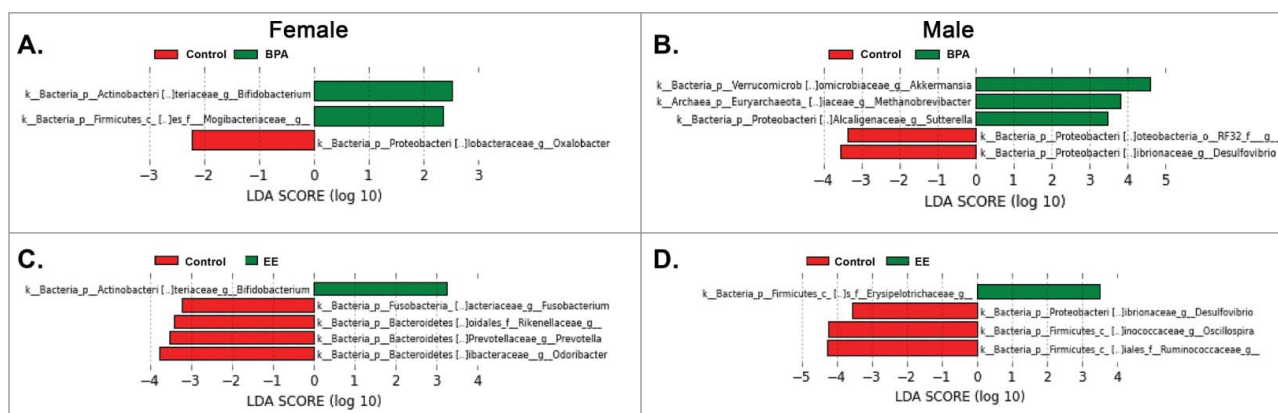 Female
Male
A.
Control BPA
k__Bacteria_p__Actinobacteri [..]teriaceae_g__Bifidobacterium
k__Bacteria_p__Firmicutes_c_ [..]es_f__Mogibacteriaceae__g__
k__Bacteria_p__Proteobacteri [..]lobacteraceae_g__Oxalobacter
−3 −2 −1 0 1 2 3
LDA SCORE (log 10)
B.
Control BPA
k__Bacteria_p__Verrucomicrob [..]omicrobiaceae_g__Akkermansia
k__Archaea_p__Euryarchaeota_ [..]iaceae_g__Methanobrevibacter
k__Bacteria_p__Proteobacteri [..]Alcaligenaceae_g__Sutterella
k__Bacteria_p__Proteobacteri [..]oteobacteria_o__RF32_f___g__
k__Bacteria_p__Proteobacteri [..]ibrionaceae_g__Desulfovibrio
−4 −3 −2 −1 0 1 2 3 4 5
LDA SCORE (log 10)
C.
Control EE
k__Bacteria_p__Actinobacteri [..]teriaceae_g__Bifidobacterium
k__Bacteria_p__Fusobacteria_ [..]acteriaceae_g__Fusobacterium
k__Bacteria_p__Bacteroidetes [..]oidales_f__Rikenellaceae_g__
k__Bacteria_p__Bacteroidetes [..]Prevotellaceae_g__Prevotella
k__Bacteria_p__Bacteroidetes [..]ibacteraceae_g__Odoribacter
−4 −3 −2 −1 0 1 2 3 4
LDA SCORE (log 10)
D.
Control EE
k__Bacteria_p__Firmicutes_c_ [..]s_f__Erysipelotrichaceae_g__
k__Bacteria_p__Proteobacteri [..]ibrionaceae_g__Desulfovibrio
k__Bacteria_p__Firmicutes_c_ [..]inococcaceae_g__Oscillospira
k__Bacteria_p__Firmicutes_c_ [..]iales_f__Ruminococcaceae_g__
−5 −4 −3 −2 −1 0 1 2 3 4
LDA SCORE (log 10)